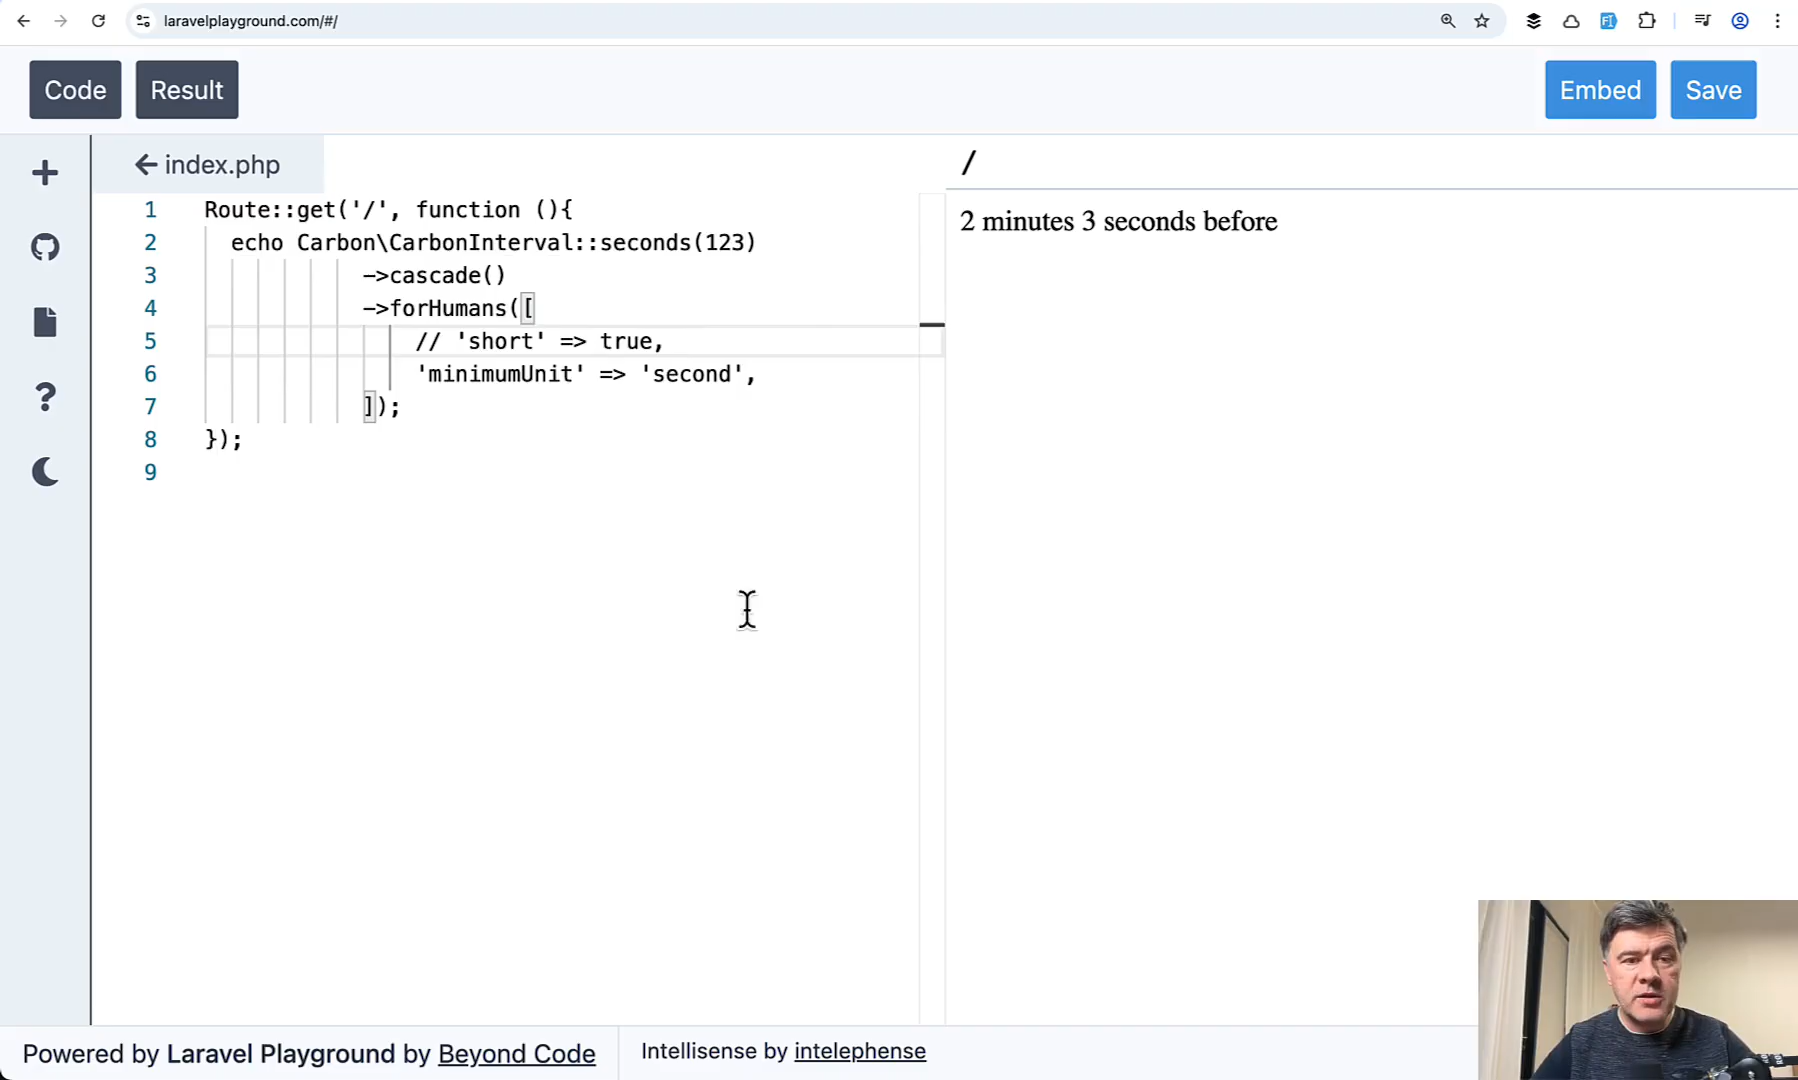 laravelplayground.com/#/
Code
Result
Embed
Save
index.php
1 Route::get('/', function (){
2 echo Carbon\CarbonInterval::seconds(123)
3 ->cascade()
4 ->forHumans([
5 // 'short' => true,
6 'minimumUnit' => 'second',
7 ]);
8 });
9
/
2 minutes 3 seconds before
Powered by Laravel Playground by Beyond Code
Intellisense by intelephense